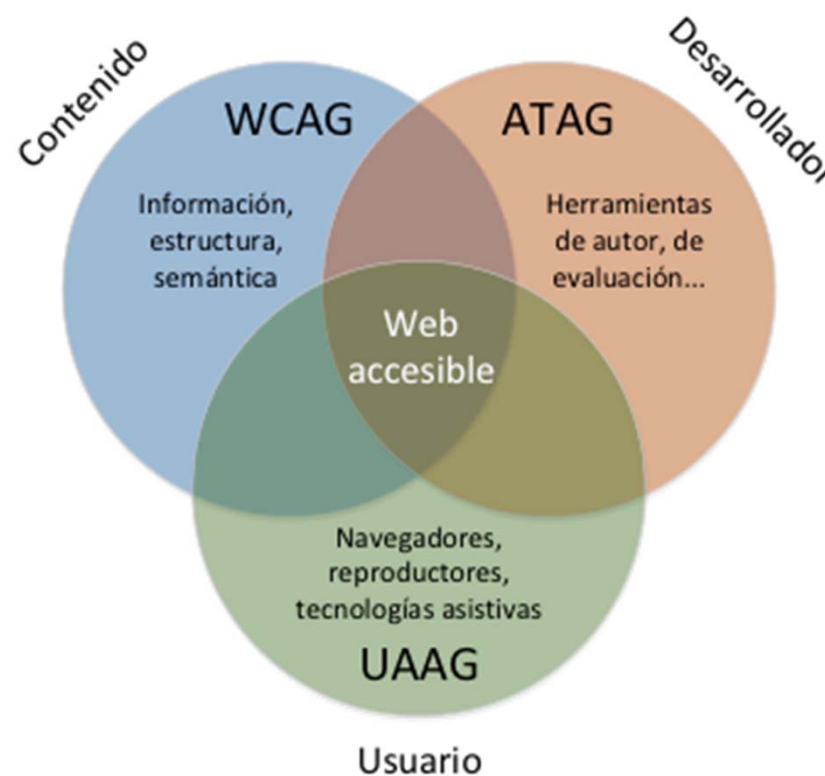 Contenido
WCAG
Información,
estructura,
semántica
Desarrollador
ATAG
Herramientas
de autor, de
evaluación...
Web
accesible
Navegadores,
reproductores,
tecnologías asistivas
UAAG
Usuario